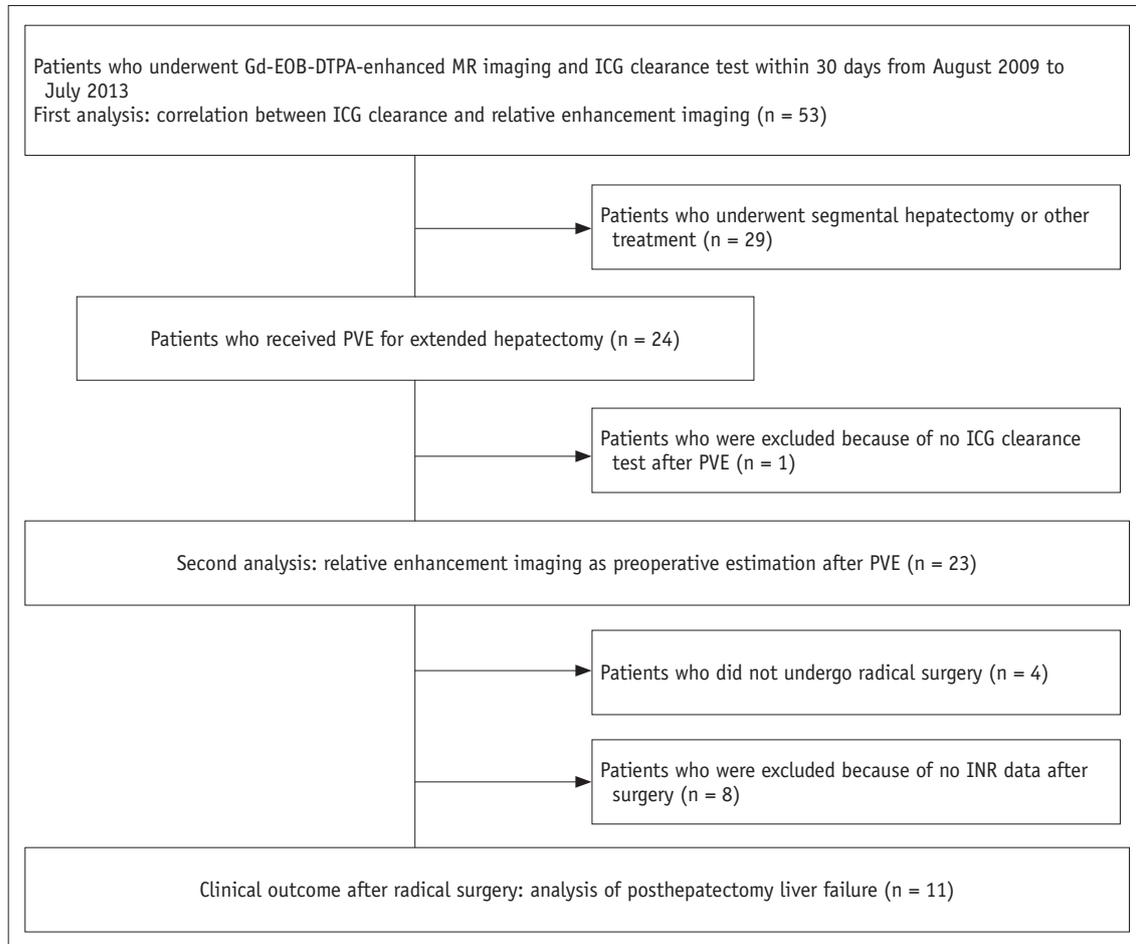 Patients who underwent Gd-EOB-DTPA-enhanced MR imaging and ICG clearance test within 30 days from August 2009 to
July 2013
First analysis: correlation between ICG clearance and relative enhancement imaging (n = 53)
Patients who underwent segmental hepatectomy or other
treatment (n = 29)
Patients who received PVE for extended hepatectomy (n = 24)
Patients who were excluded because of no ICG clearance
test after PVE (n = 1)
Second analysis: relative enhancement imaging as preoperative estimation after PVE (n = 23)
Patients who did not undergo radical surgery (n = 4)
Patients who were excluded because of no INR data after
surgery (n = 8)
Clinical outcome after radical surgery: analysis of posthepatectomy liver failure (n = 11)